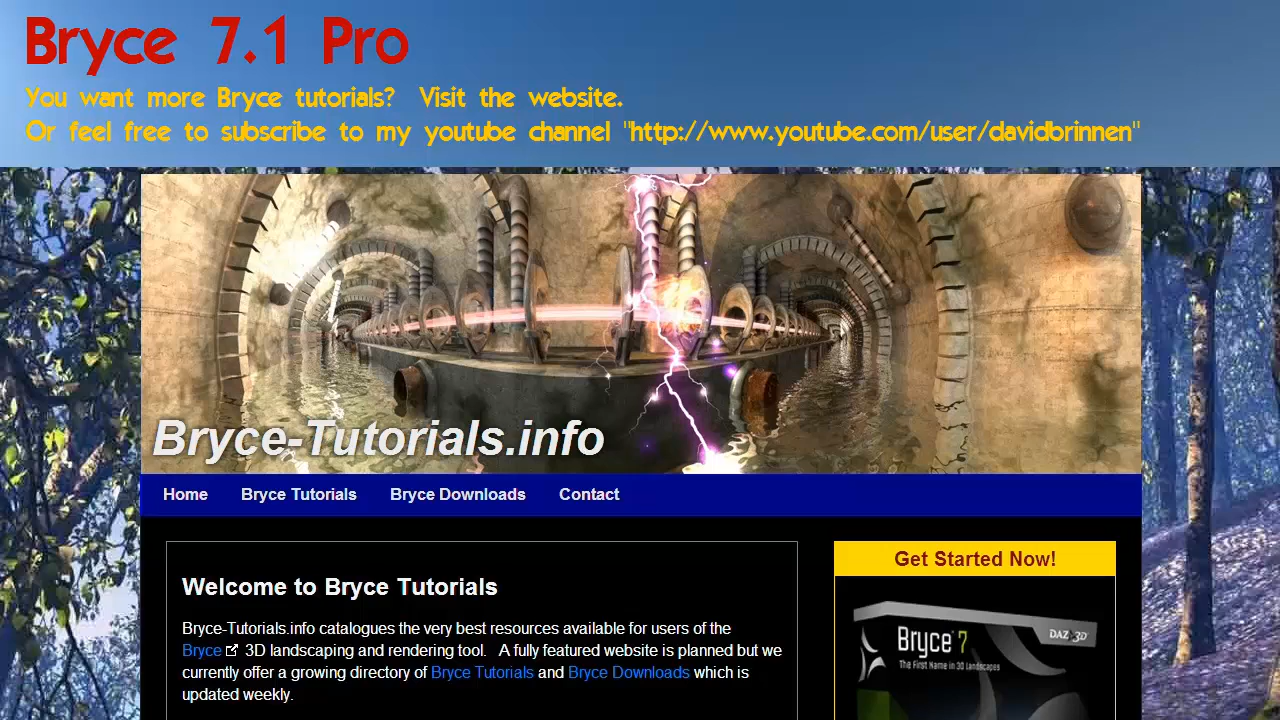 Bryce 7.1 Pro
You want more Bryce tutorials? Visit the website.
Or feel free to subscribe to my youtube channel "http://www.youtube.com/user/davidbrinnen"
Bryce-Tutorials.info
Home Bryce Tutorials Bryce Downloads Contact
Welcome to Bryce Tutorials
Bryce-Tutorials.info catalogues the very best resources available for users of the
Bryce 3D landscaping and rendering tool. A fully featured website is planned but we
currently offer a growing directory of Bryce Tutorials and Bryce Downloads which is
updated weekly.
Get Started Now!
DAZ 3D
Bryce 7
The First Name in 3D Landscapes